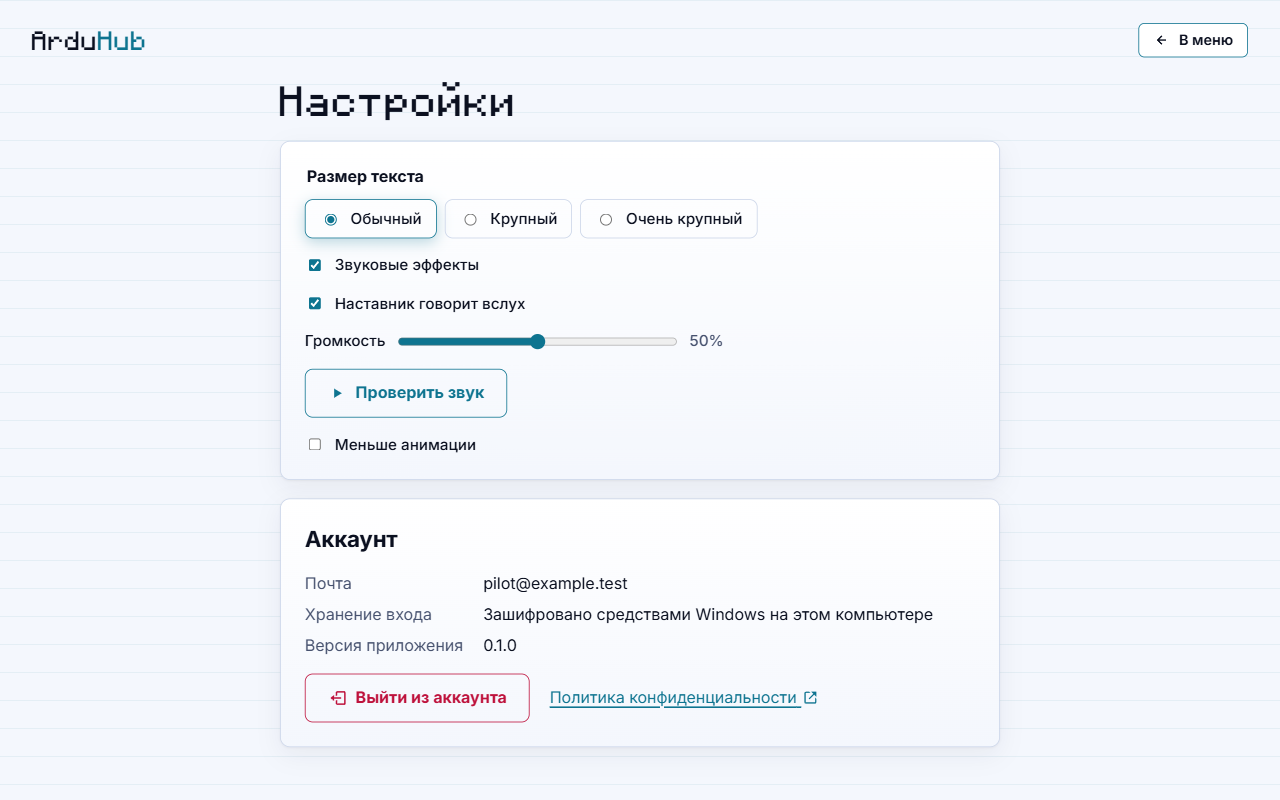 ArduHub
В меню
Настройки
Размер текста
Обычный
Крупный
Очень крупный
Звуковые эффекты
Наставник говорит вслух
Громкость 50%
Проверить звук
Меньше анимации
Аккаунт
Почта pilot@example.test
Хранение входа Зашифровано средствами Windows на этом компьютере
Версия приложения 0.1.0
Выйти из аккаунта
Политика конфиденциальности